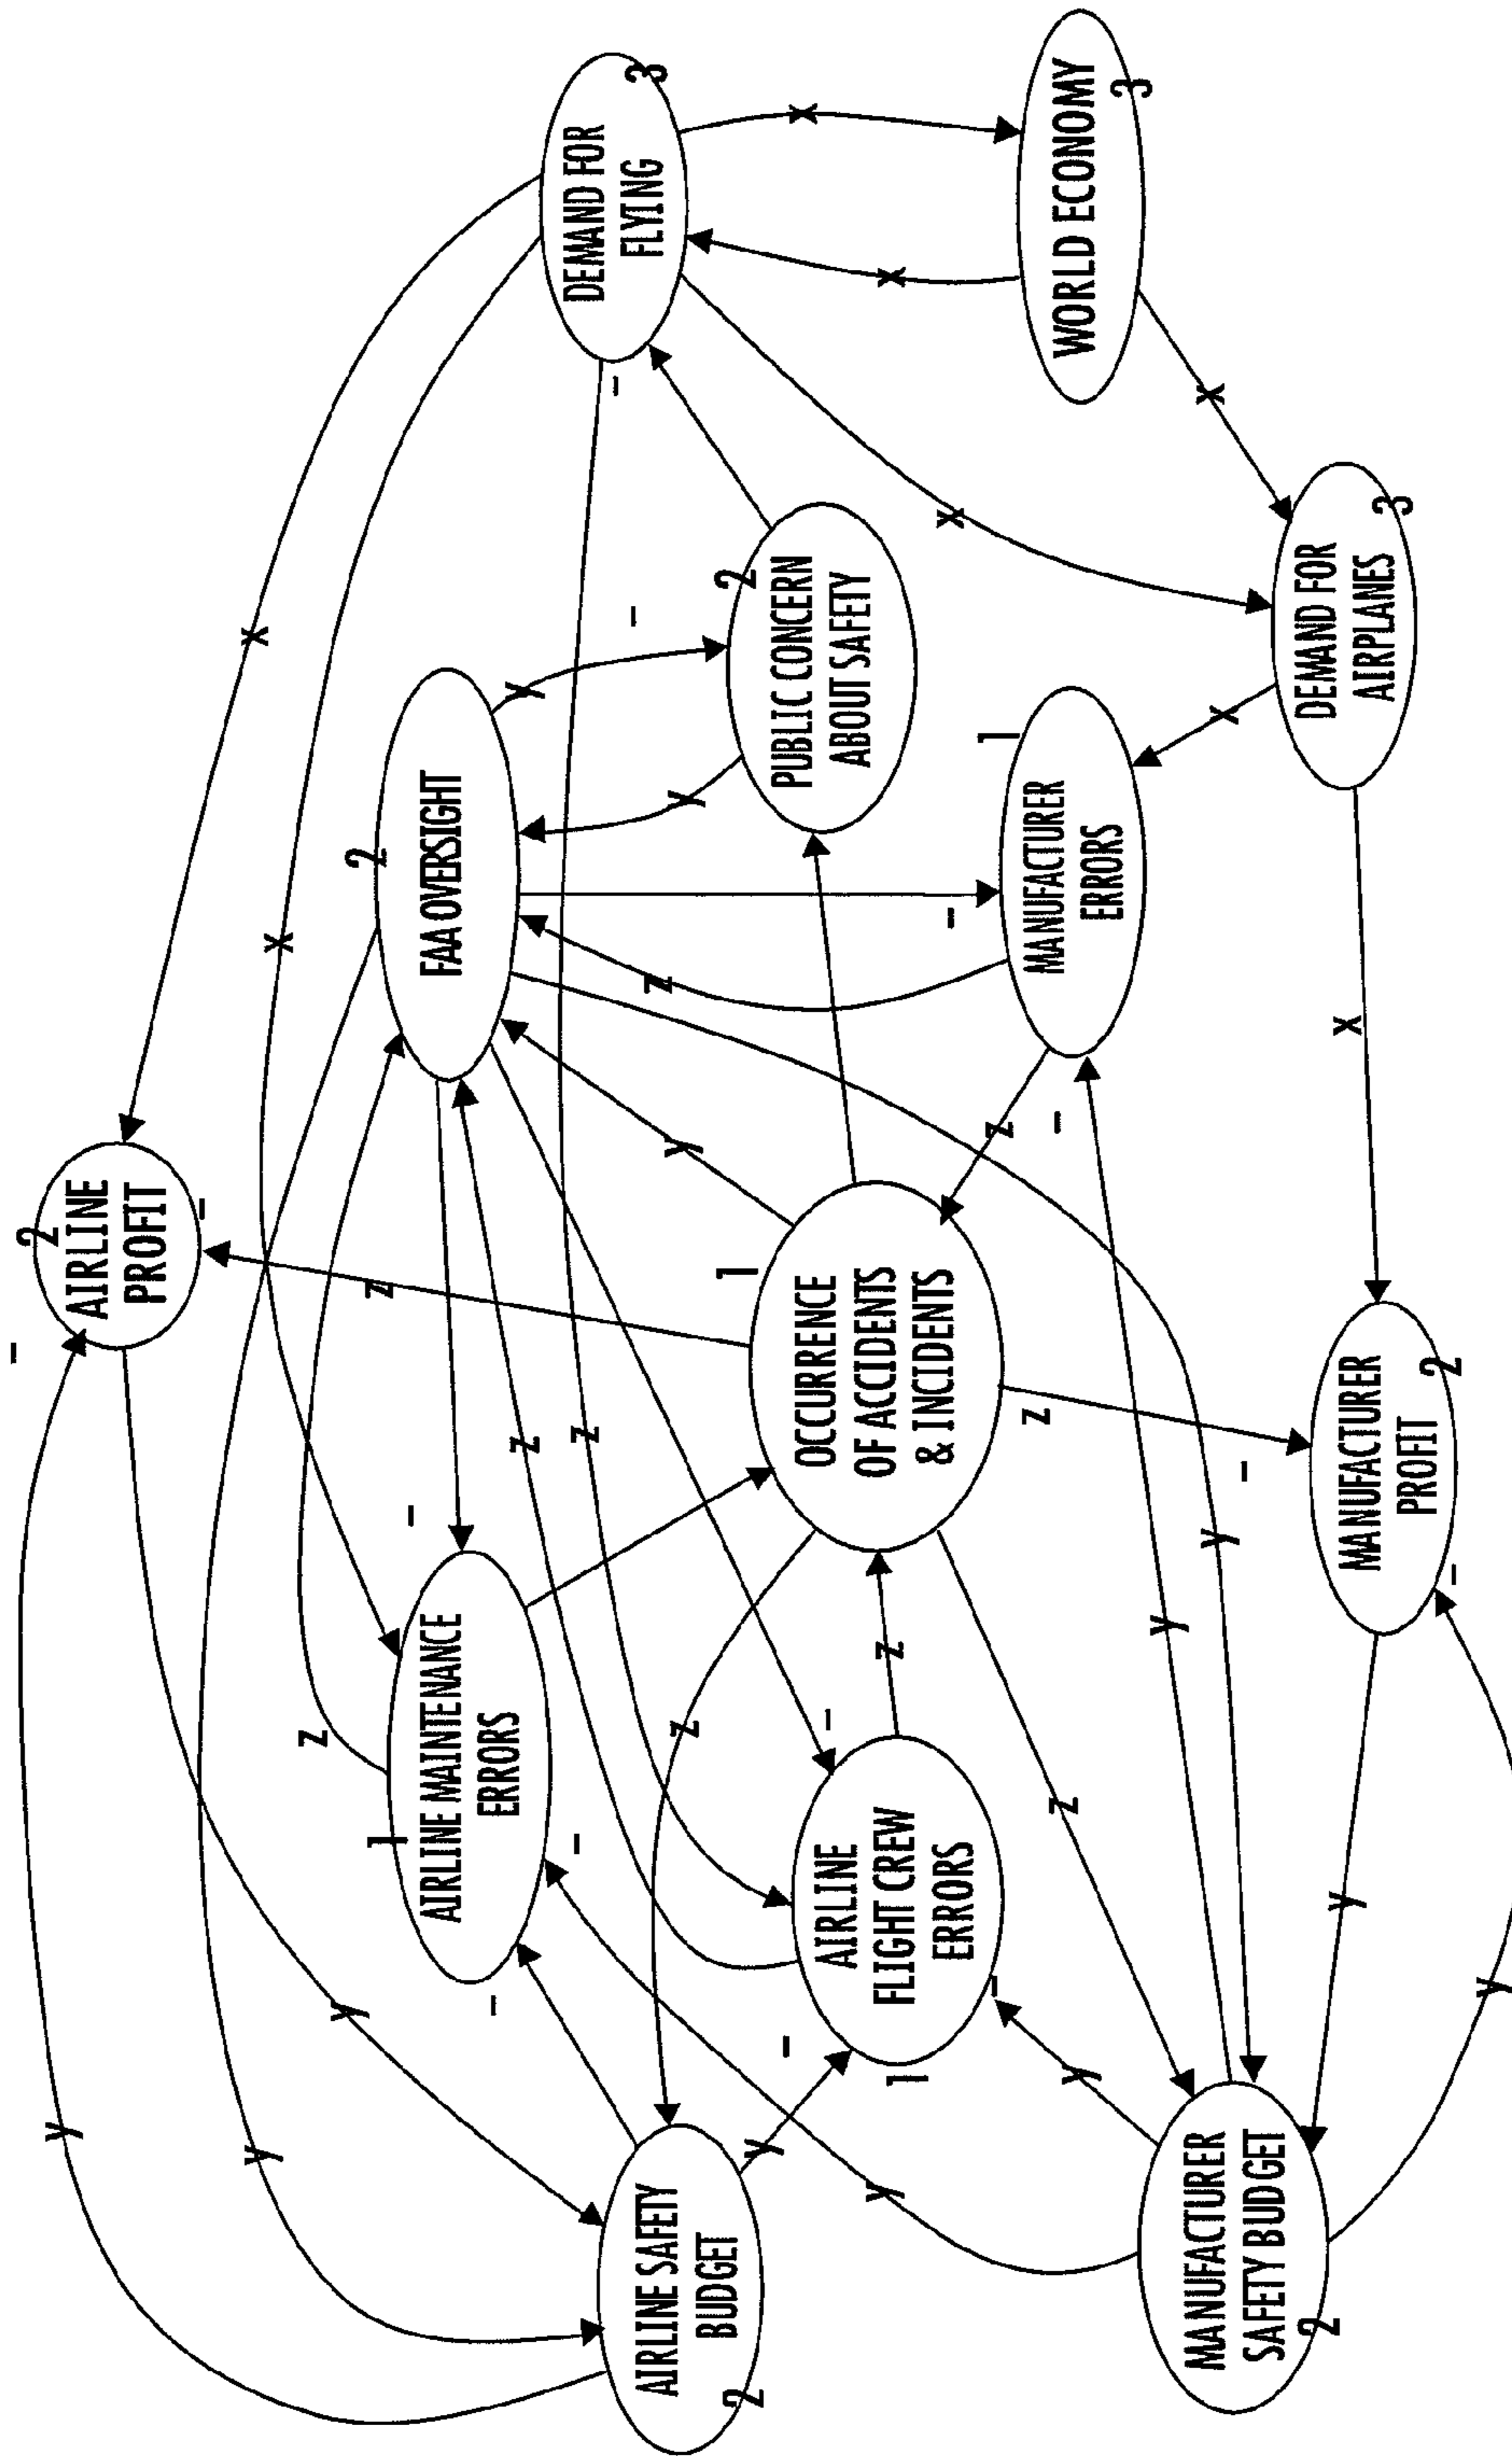 -
2
AIRLINE
PROFIT
-
y
x
y
x
z
y
z
2
FAA OVERSIGHT
1
AIRLINE MAINTENANCE
ERRORS
-
-
-
y
z
z
-
-
DEMAND FOR
FLYING
3
z
y
z
y
AIRLINE SAFETY
BUDGET
2
y
-
2
PUBLIC CONCERN
ABOUT SAFETY
1
OCCURRENCE
OF ACCIDENTS
& INCIDENTS
x
x
-
AIRLINE
FLIGHT CREW
ERRORS
1
-
z
y
x
-
1
MANUFACTURER
ERRORS
z
-
z
z
y
WORLD ECONOMY
3
y
x
y
x
-
MANUFACTURER
SAFETY BUDGET
2
DEMAND FOR
AIRPLANES
3
x
y
MANUFACTURER
PROFIT
2
-
y